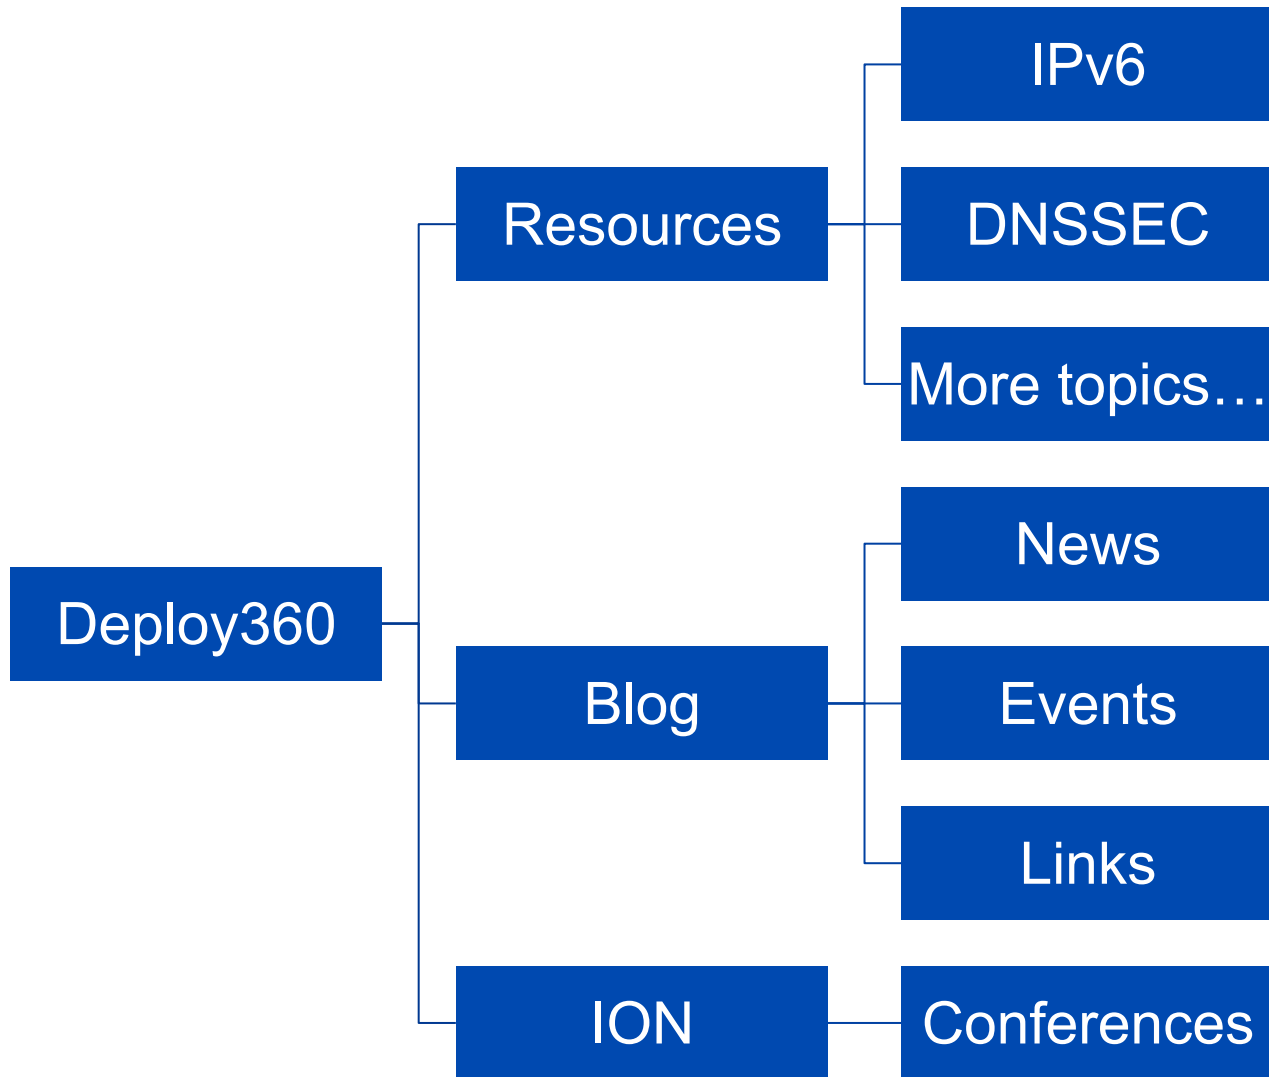 IPv6
Resources
DNSSEC
More topics…
News
Deploy360
Blog
Events
Links
ION
Conferences